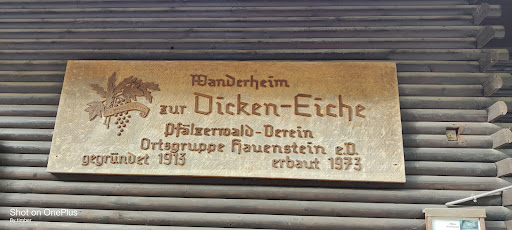 Wanderheim
zur Dicken-Eiche
Pfälzerwald-Verein
Ortsgruppe Hauenstein e.V.
gegründet 1913 erbaut 1973
Shot on OnePlus